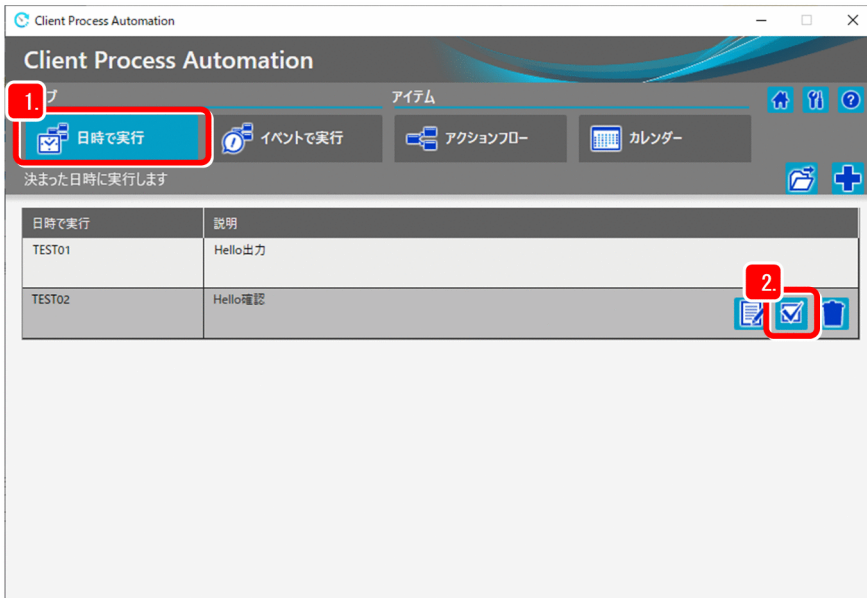 Client Process Automation
Client Process Automation
1.
プ
アイテム
日時で実行
イベントで実行
アクションフロー
カレンダー
決まった日時に実行します
日時で実行
説明
TEST01
Hello出力
2.
TEST02
Hello確認